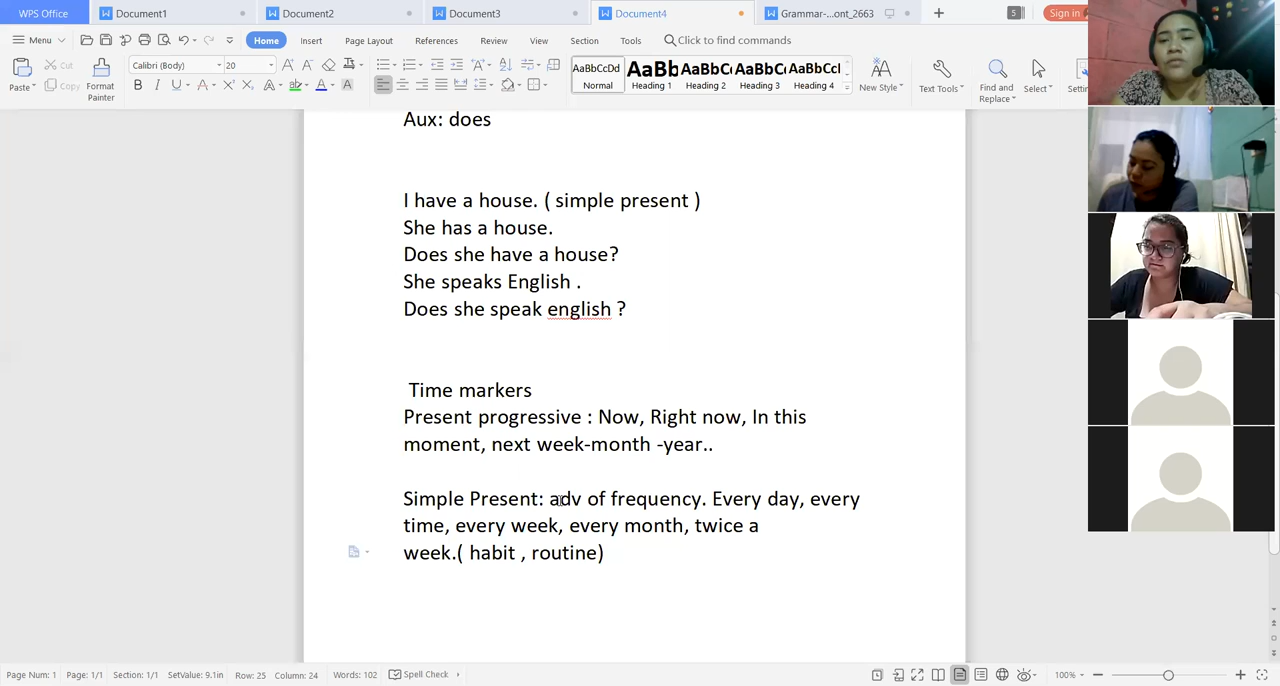 WPS Office Document1 Document2 Document3 Document4 Grammar-...ont_2663 S Sign in
Menu Home Insert Page Layout References Review View Section Tools Click to find commands
Paste Cut Copy Format Painter Calibri (Body) 20 AaBbCcDd Normal AaBb Heading 1 AaBbC Heading 2 AaBbC Heading 3 AaBbCcl Heading 4 New Style Text Tools Find and Replace Select
Aux: does
I have a house. ( simple present )
She has a house.
Does she have a house?
She speaks English .
Does she speak english ?
Time markers
Present progressive : Now, Right now, In this
moment, next week-month -year..
Simple Present: adv of frequency. Every day, every
time, every week, every month, twice a
week.( habit , routine)
Page Num: 1 Page: 1/1 Section: 1/1 SetValue: 9.1in Row: 25 Column: 24 Words: 102 Spell Check 100%